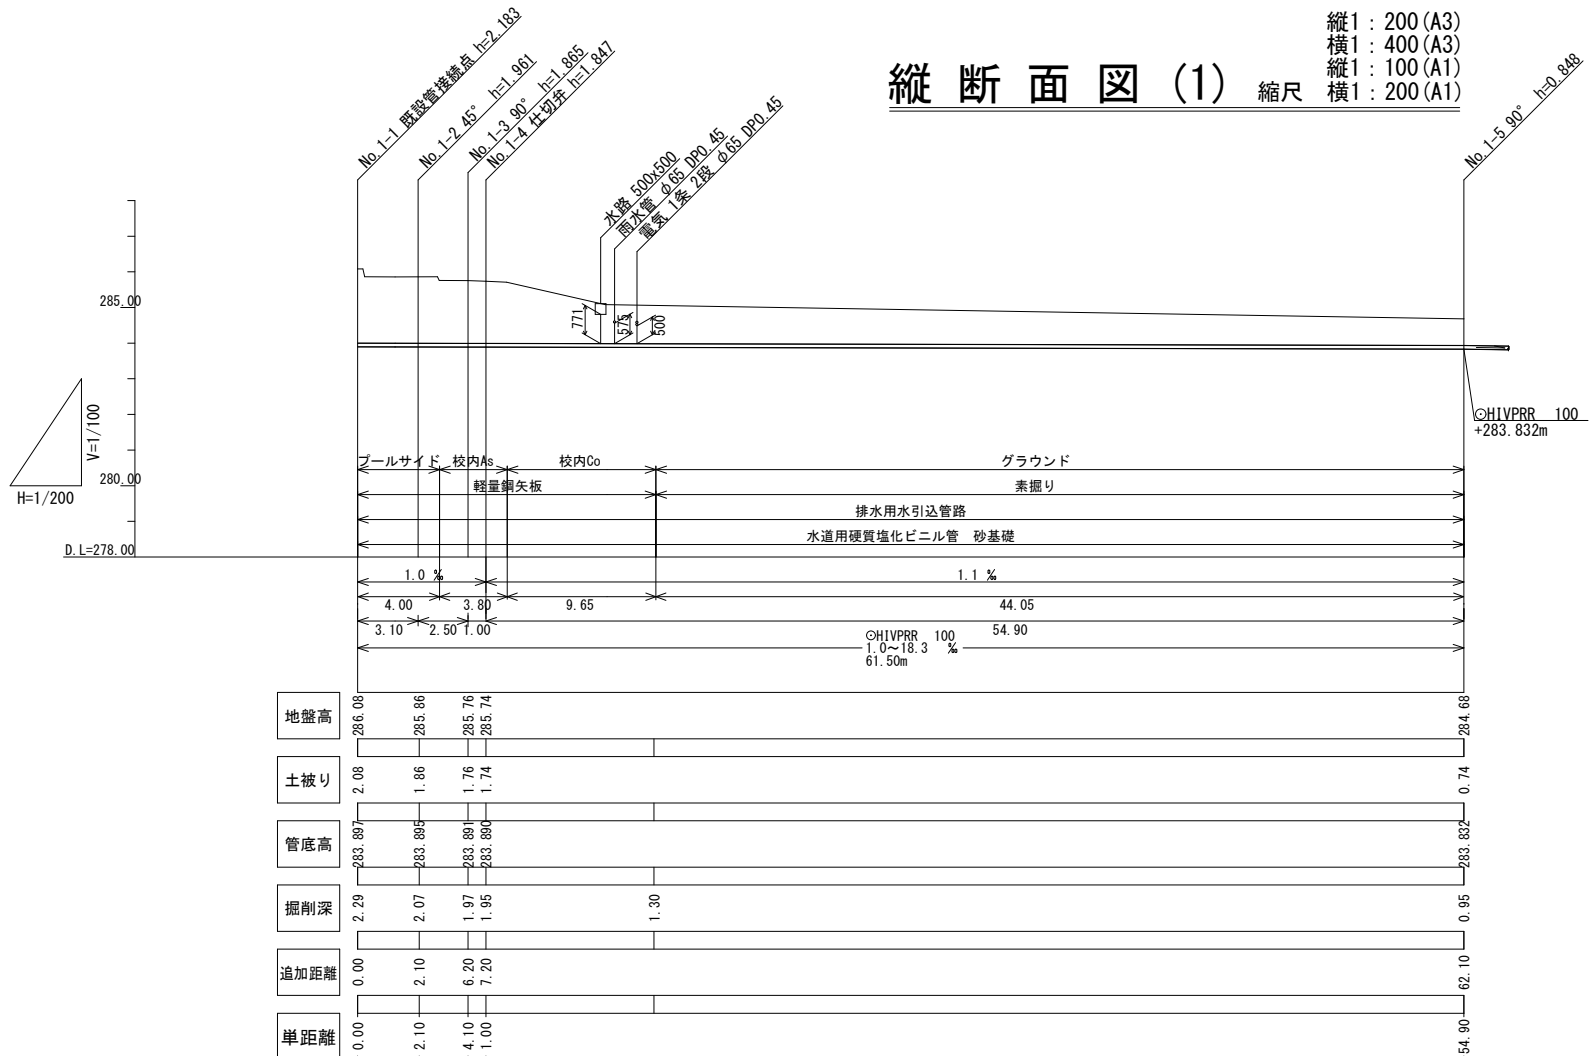 縦断面図 (1) 縮尺
縦1：200(A3)
横1：400(A3)
縦1：100(A1)
横1：200(A1)
No.1-1 既設管接続点 h=2.183
No.1-2 45° h=1.961
No.1-3 90° h=1.865
No.1-4 仕切弁 h=1.847
水路 500x500
雨水管 φ65 DP0.45
電気 1条 2段 φ65 DP0.45
No.1-5 90° h=0.848
285.00
280.00
D.L=278.00
V=1/100
H=1/200
771
575
500
⊙HIVPRR 100
+283.832m
プールサイド 校内As 校内Co グラウンド
軽量鋼矢板 素掘り
排水用水引込管路
水道用硬質塩化ビニル管 砂基礎
1.0 ‰ 1.1 ‰
4.00 3.80 9.65 44.05
3.10 2.50 1.00 54.90
⊙HIVPRR 100
1.0～18.3 ‰
61.50m
地盤高 286.08 285.86 285.76 285.74 284.68
土被り 2.08 1.86 1.76 1.74 0.74
管底高 283.897 283.895 283.891 283.890 283.832
掘削深 2.29 2.07 1.97 1.95 1.30 0.95
追加距離 0.00 2.10 6.20 7.20 62.10
単距離 0.00 2.10 4.10 1.00 54.90